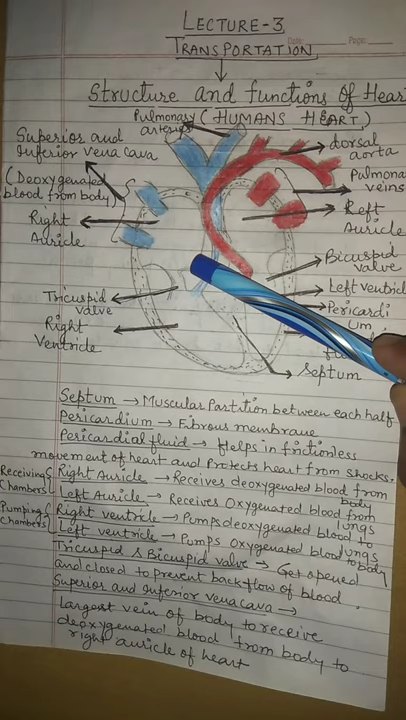 LECTURE-3
Date: Page:
TRANSPORTATION
Structure and functions Of Hear
(HUMANS HEART)
Pulmonary
arteries
Superior and
Inferior vena cava
(Deoxygenated
blood from body)
Right
Auricle
Tricuspid
valve
Right
Ventricle
dorsal
aorta
Pulmona
veins
Left
Auricle
Bicuspid
valve
Left ventricl
Pericardi
um
Septum
Septum → Muscular Partition between each half
Pericardium → Fibrous membrane
Pericardial fluid → Helps in frictionless
movement of heart and Protects heart from shocks.
Receiving Chambers
Right Auricle → Receives deoxygenated blood from body
Left Auricle → Receives Oxygenated blood from lungs
Pumping Chambers
Right ventricle → Pumps deoxygenated blood to lungs
Left ventricle → Pumps Oxygenated blood to body
Tricuspid & Bicuspid valve → Get opened
and closed to prevent backflow of blood.
Superior and Inferior venacava →
Largest vein of body to receive
deoxygenated blood from body to
right auricle of heart